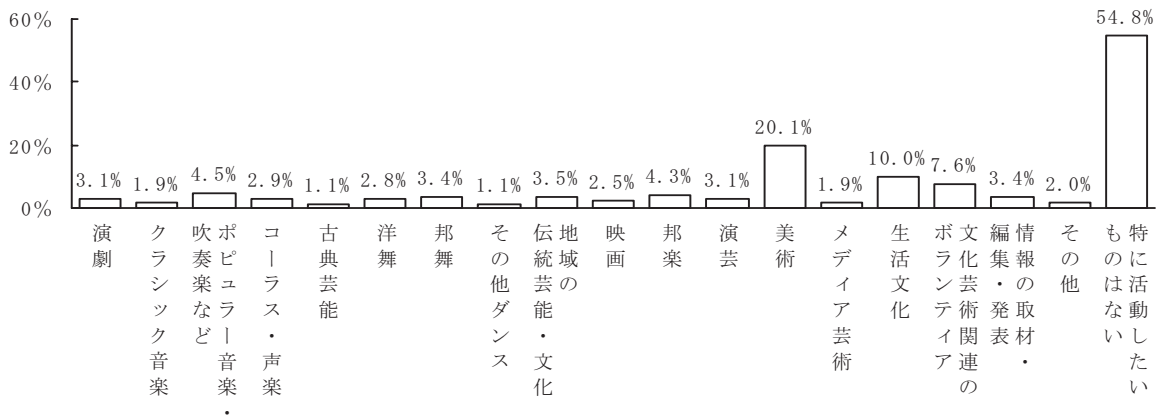 60%
40%
20%
0%
3.1%
1.9%
4.5%
2.9%
1.1%
2.8%
3.4%
1.1%
3.5%
2.5%
4.3%
3.1%
20.1%
1.9%
10.0%
7.6%
3.4%
2.0%
54.8%
演劇
クラシック音楽
ポピュラー音楽・
吹奏楽など
コーラス・声楽
古典芸能
洋舞
邦舞
その他ダンス
地域の
伝統芸能・文化
映画
邦楽
演芸
美術
メディア芸術
生活文化
文化芸術関連の
ボランティア
情報の取材・
編集・発表
その他
特に活動したい
ものはない